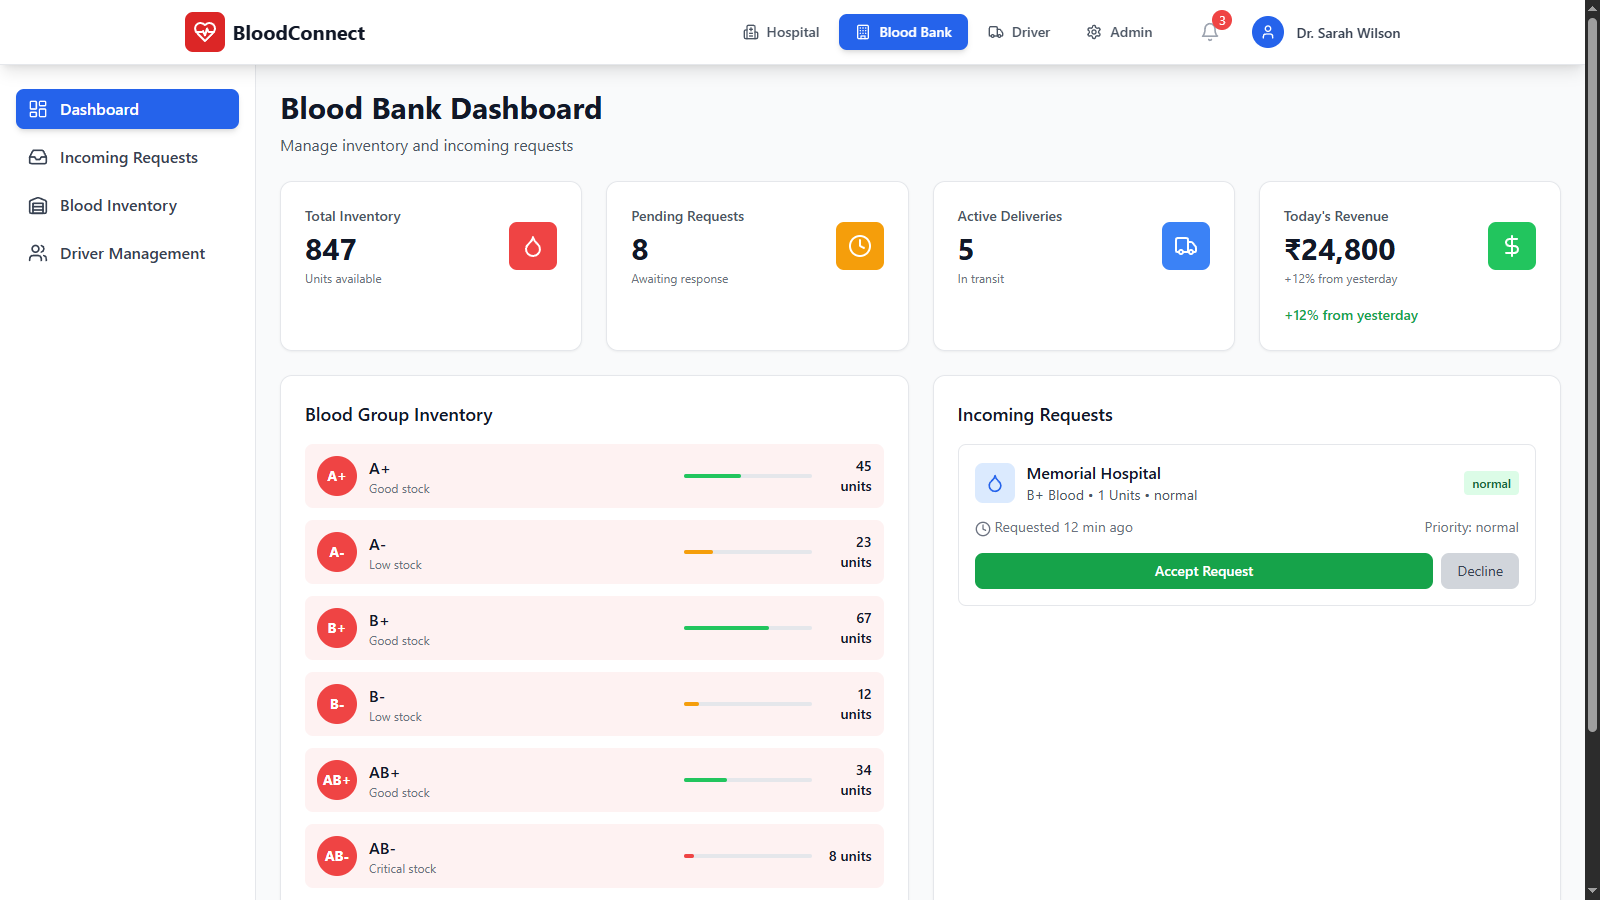 BloodConnect
Hospital
Blood Bank
Driver
Admin
3
Dr. Sarah Wilson
Dashboard
Incoming Requests
Blood Inventory
Driver Management
Blood Bank Dashboard
Manage inventory and incoming requests
Total Inventory
847
Units available
Pending Requests
8
Awaiting response
Active Deliveries
5
In transit
Today's Revenue
₹24,800
+12% from yesterday
+12% from yesterday
Blood Group Inventory
A+
A+
Good stock
45
units
A-
A-
Low stock
23
units
B+
B+
Good stock
67
units
B-
B-
Low stock
12
units
AB+
AB+
Good stock
34
units
AB-
AB-
Critical stock
8 units
Incoming Requests
Memorial Hospital
B+ Blood • 1 Units • normal
normal
Requested 12 min ago
Priority: normal
Accept Request
Decline